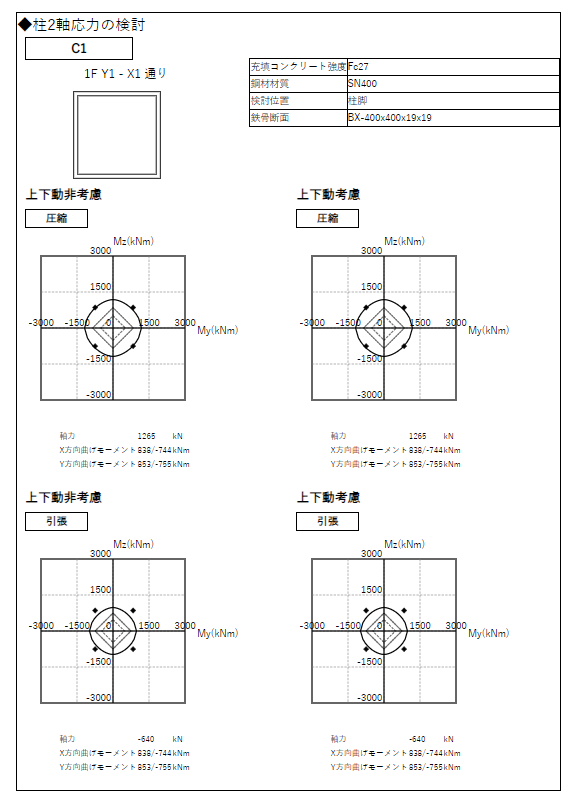 ◆柱2軸応力の検討
C1
1F Y1 - X1 通り
充填コンクリート強度 Fc27
鋼材材質 SN400
検討位置 柱脚
鉄骨断面 BX-400x400x19x19
上下動非考慮
圧縮
Mz(kNm)
3000
1500
-3000 -1500 0 1500 3000 My(kNm)
-1500
-3000
軸力 1265 kN
X方向曲げモーメント 838/-744 kNm
Y方向曲げモーメント 853/-755 kNm
上下動考慮
圧縮
Mz(kNm)
3000
1500
-3000 -1500 0 1500 3000 My(kNm)
-1500
-3000
軸力 1265 kN
X方向曲げモーメント 838/-744 kNm
Y方向曲げモーメント 853/-755 kNm
上下動非考慮
引張
Mz(kNm)
3000
1500
-3000 -1500 0 1500 3000 My(kNm)
-1500
-3000
軸力 -640 kN
X方向曲げモーメント 838/-744 kNm
Y方向曲げモーメント 853/-755 kNm
上下動考慮
引張
Mz(kNm)
3000
1500
-3000 -1500 0 1500 3000 My(kNm)
-1500
-3000
軸力 -640 kN
X方向曲げモーメント 838/-744 kNm
Y方向曲げモーメント 853/-755 kNm